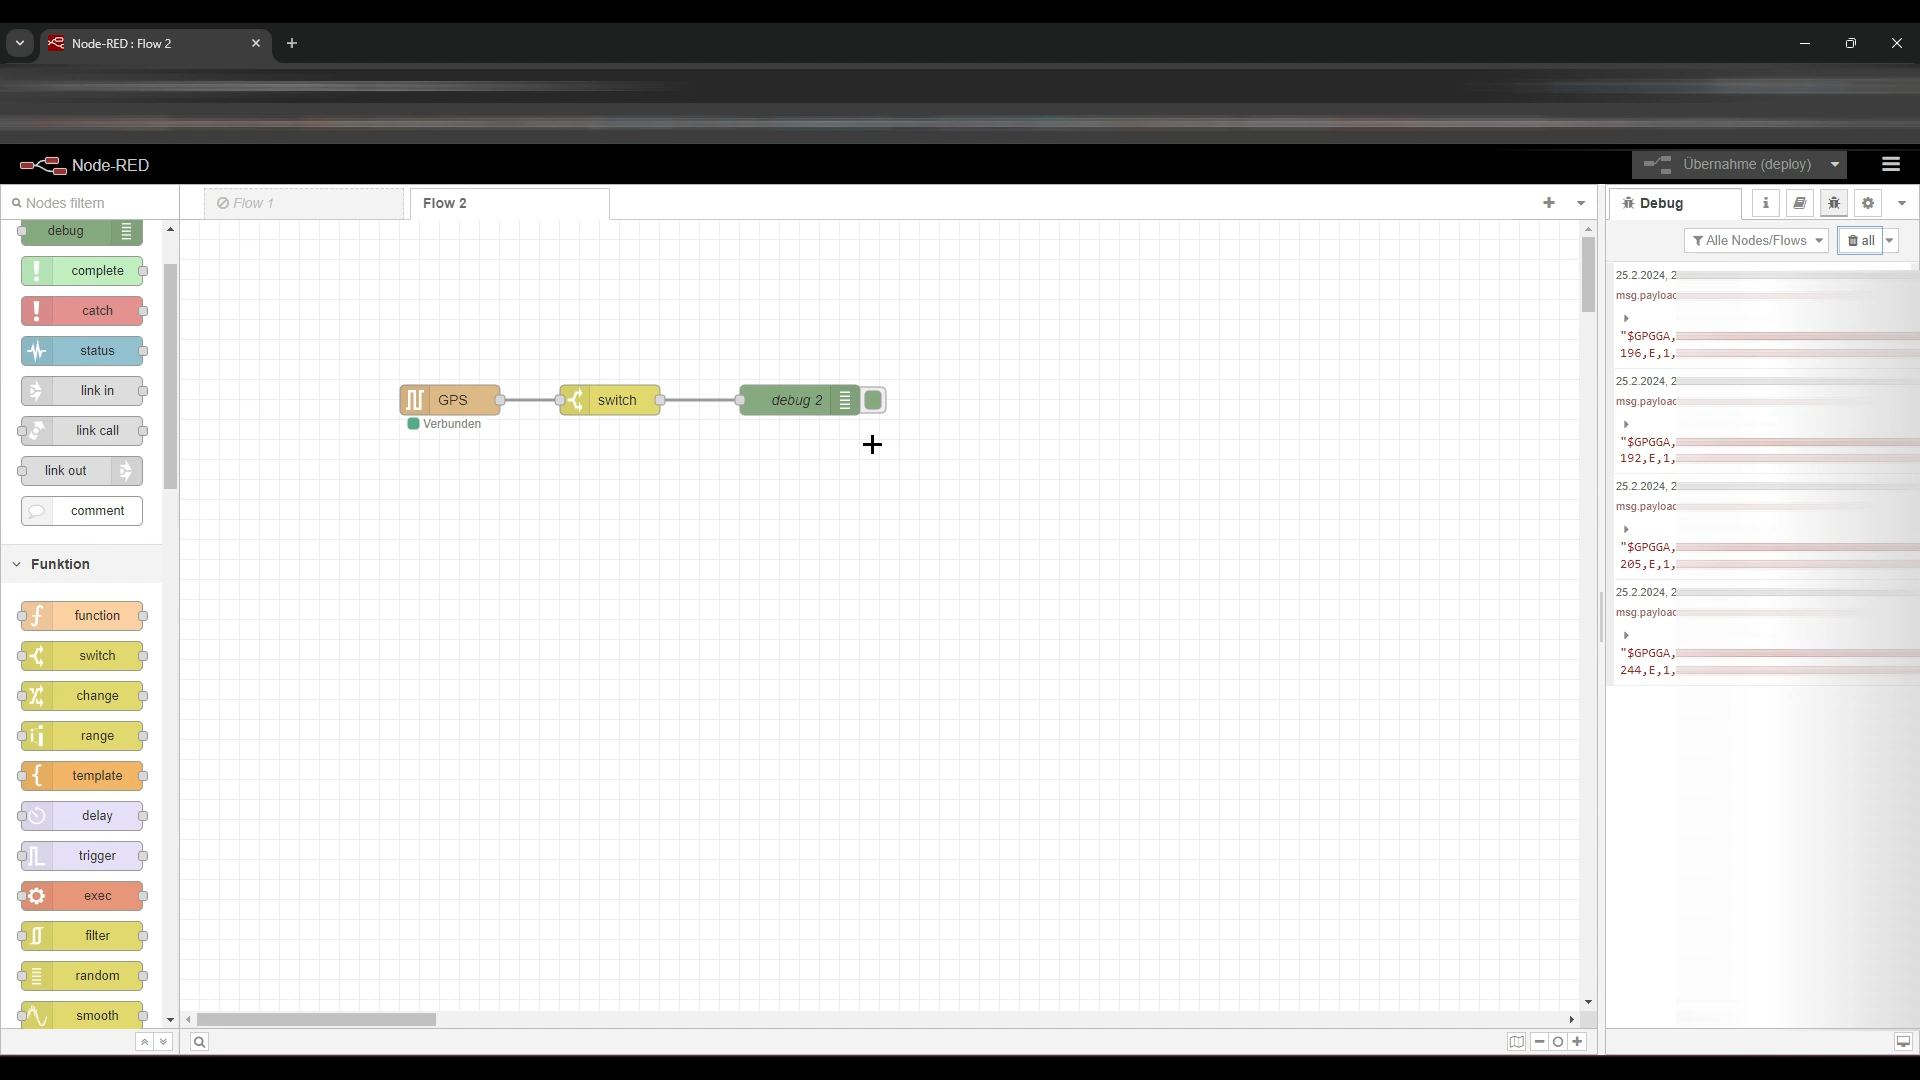 Node-RED : Flow 2
Node-RED
Übernahme (deploy)
Nodes filtern
Flow 1
Flow 2
Debug
Alle Nodes/Flows
all
debug
complete
catch
status
link in
link call
link out
comment
Funktion
function
switch
change
range
template
delay
trigger
exec
filter
random
smooth
GPS
Verbunden
switch
debug 2
25.2.2024, 2
msg.payload
"$GPGGA,
196,E,1,
25.2.2024, 2
msg.payload
"$GPGGA,
192,E,1,
25.2.2024, 2
msg.payload
"$GPGGA,
205,E,1,
25.2.2024, 2
msg.payload
"$GPGGA,
244,E,1,